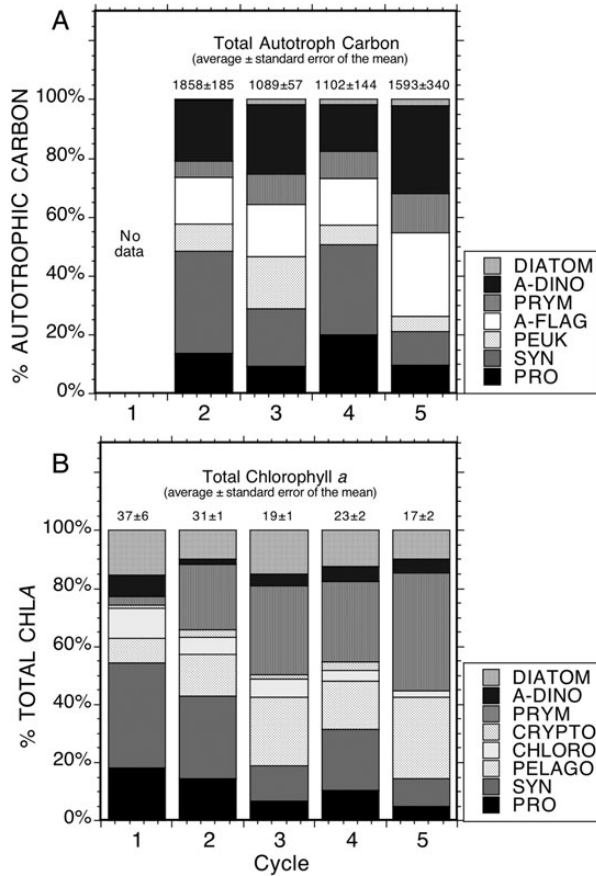 A
Total Autotroph Carbon
(average ± standard error of the mean)
1858±185 1089±57 1102±144 1593±340
100%
80%
60%
40%
20%
0%
% AUTOTROPHIC CARBON
No
data
1 2 3 4 5
DIATOM
A-DINO
PRYM
A-FLAG
PEUK
SYN
PRO
B
Total Chlorophyll a
(average ± standard error of the mean)
37±6 31±1 19±1 23±2 17±2
100%
80%
60%
40%
20%
0%
% TOTAL CHLA
1 2 3 4 5
Cycle
DIATOM
A-DINO
PRYM
CRYPTO
CHLORO
PELAGO
SYN
PRO